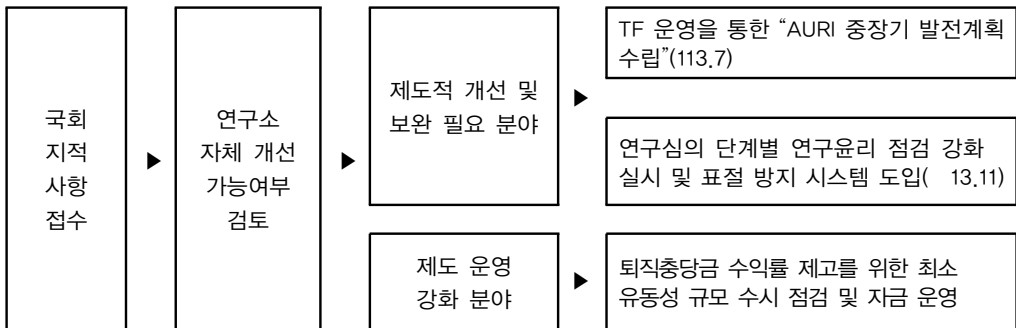 국회
지적
사항
접수
▶
연구소
자체 개선
가능여부
검토
▶
제도적 개선 및
보완 필요 분야
▶
TF 운영을 통한 “AURI 중장기 발전계획
수립”(113.7)
연구심의 단계별 연구윤리 점검 강화
실시 및 표절 방지 시스템 도입( 13.11)
제도 운영
강화 분야
▶
퇴직충당금 수익률 제고를 위한 최소
유동성 규모 수시 점검 및 자금 운영